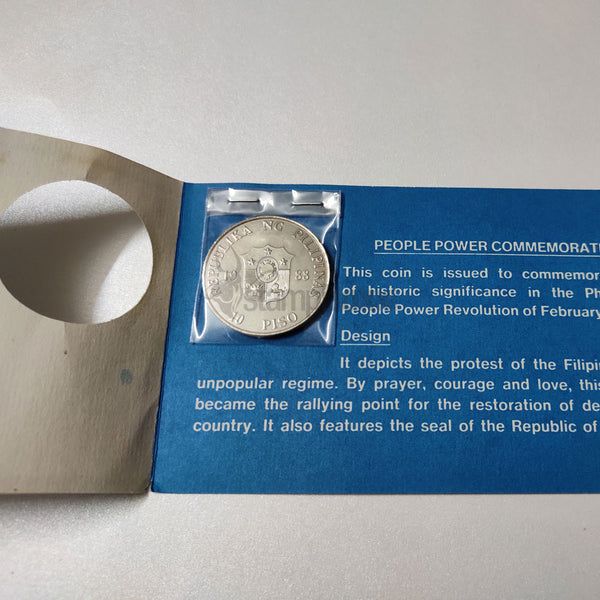 REPUBLIKA NG PILIPINAS
19 88
10 PISO
PEOPLE POWER COMMEMORAT
This coin is issued to commemor
of historic significance in the Ph
People Power Revolution of February
Design
It depicts the protest of the Filipi
unpopular regime. By prayer, courage and love, this
became the rallying point for the restoration of de
country. It also features the seal of the Republic of